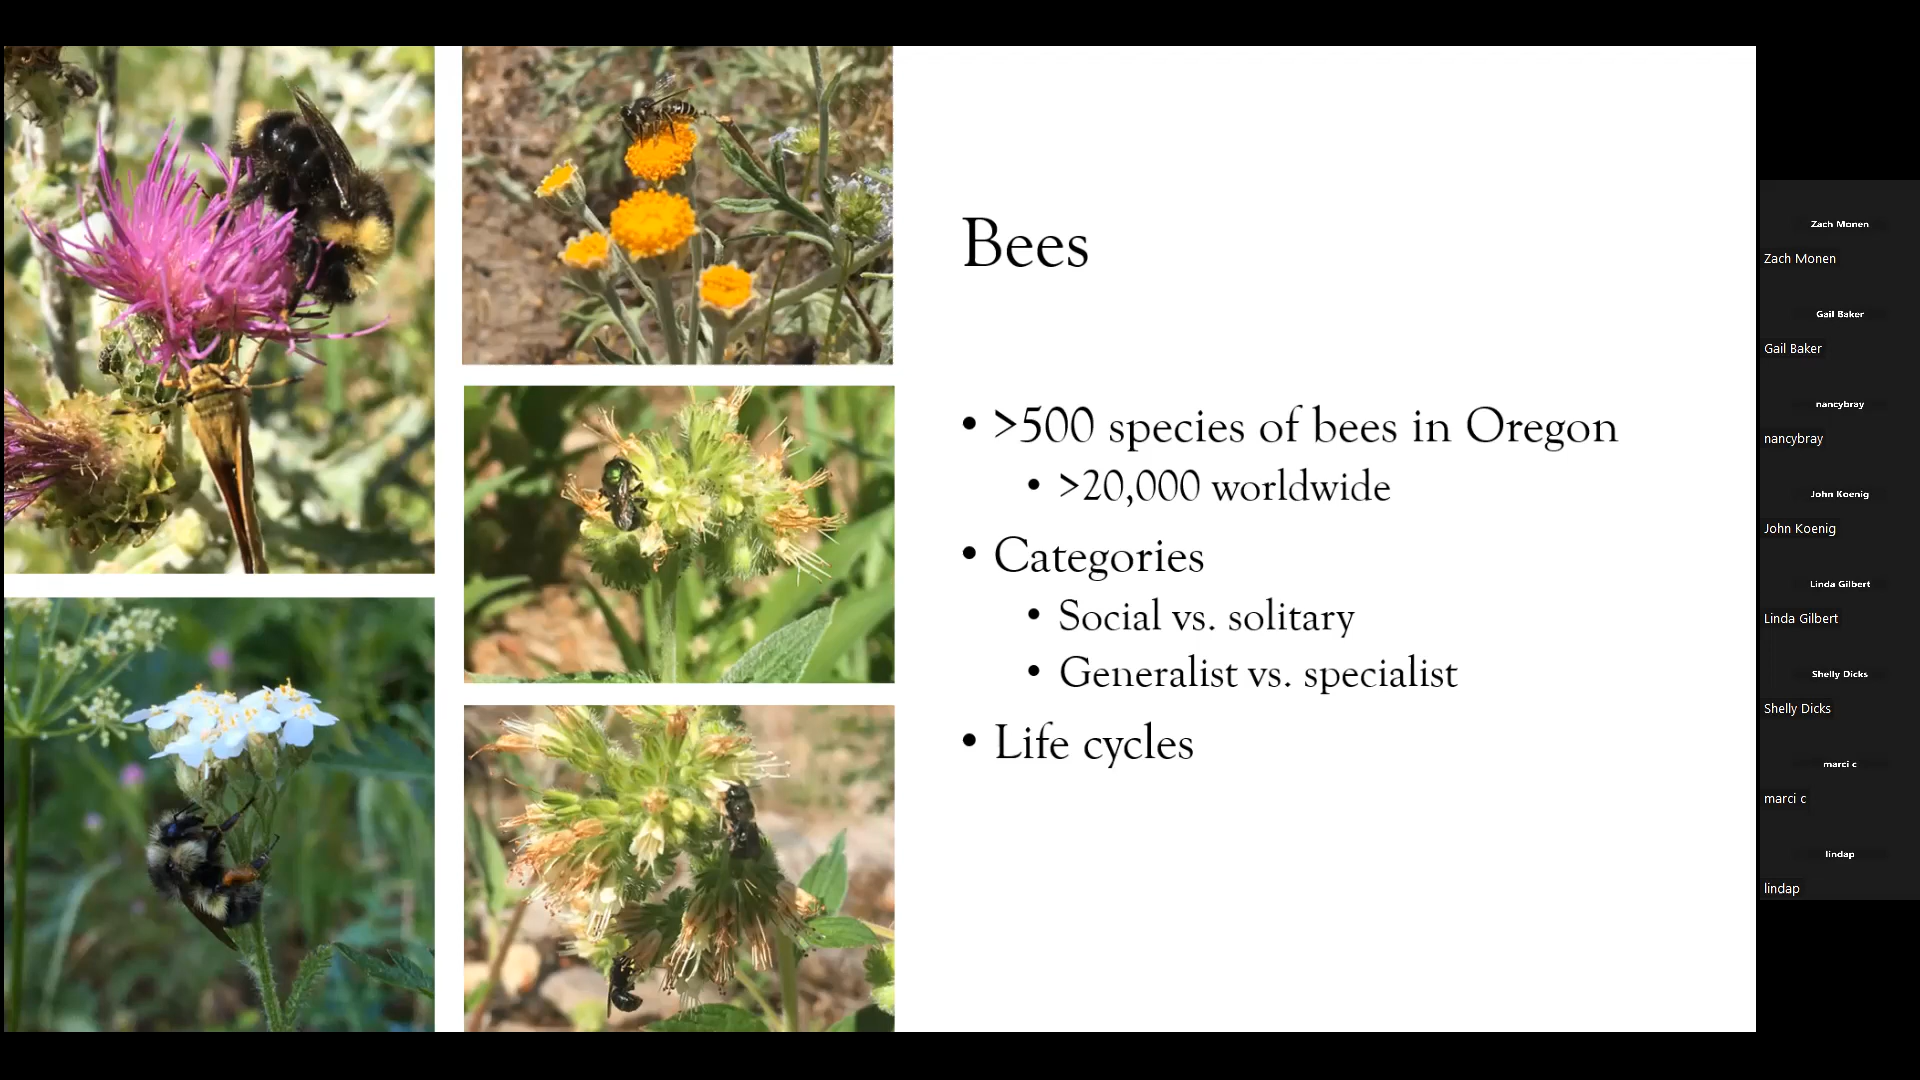 Bees
• >500 species of bees in Oregon
• >20,000 worldwide
• Categories
• Social vs. solitary
• Generalist vs. specialist
• Life cycles
Zach Monen
Zach Monen
Gail Baker
Gail Baker
nancybray
nancybray
John Koenig
John Koenig
Linda Gilbert
Linda Gilbert
Shelly Dicks
Shelly Dicks
marci c
marci c
lindap
lindap